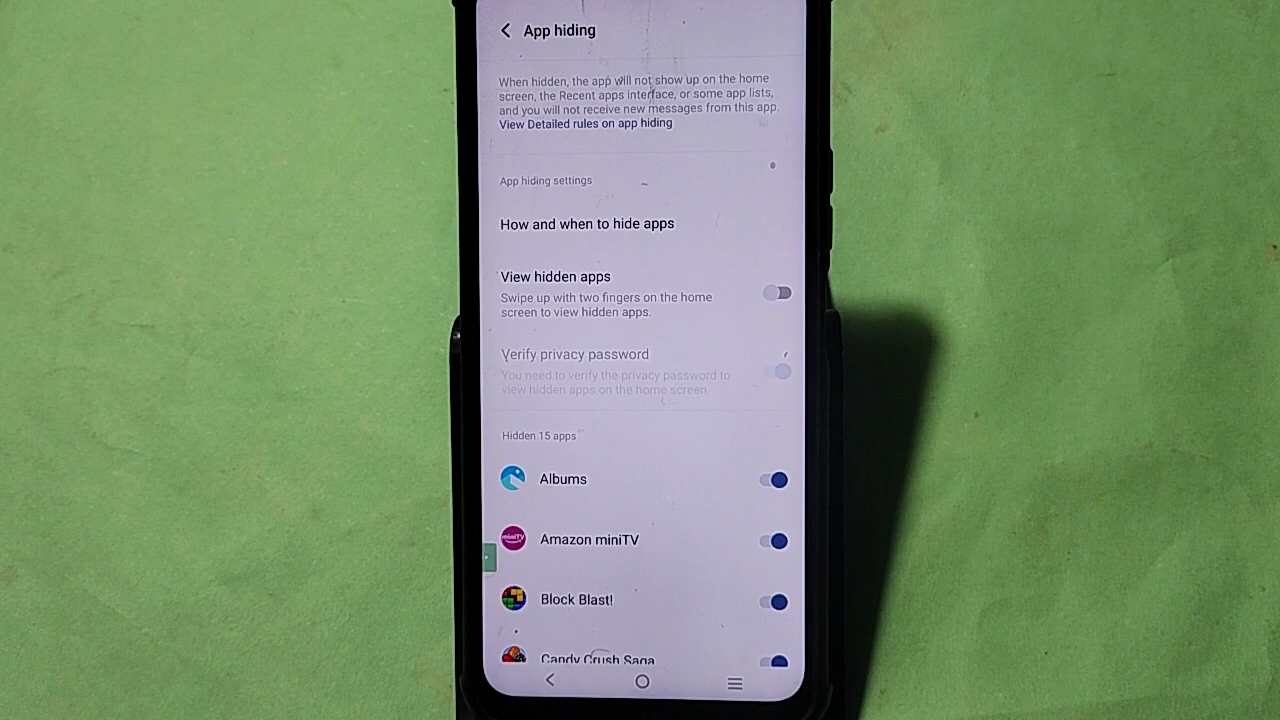 App hiding
When hidden, the app will not show up on the home
screen, the Recent apps interface, or some app lists,
and you will not receive new messages from this app.
View Detailed rules on app hiding
App hiding settings
How and when to hide apps
View hidden apps
Swipe up with two fingers on the home
screen to view hidden apps.
Verify privacy password
You need to verify the privacy password to
view hidden apps on the home screen.
Hidden 15 apps
Albums
miniTV
Amazon miniTV
Block Blast!
Candy Crush Saga